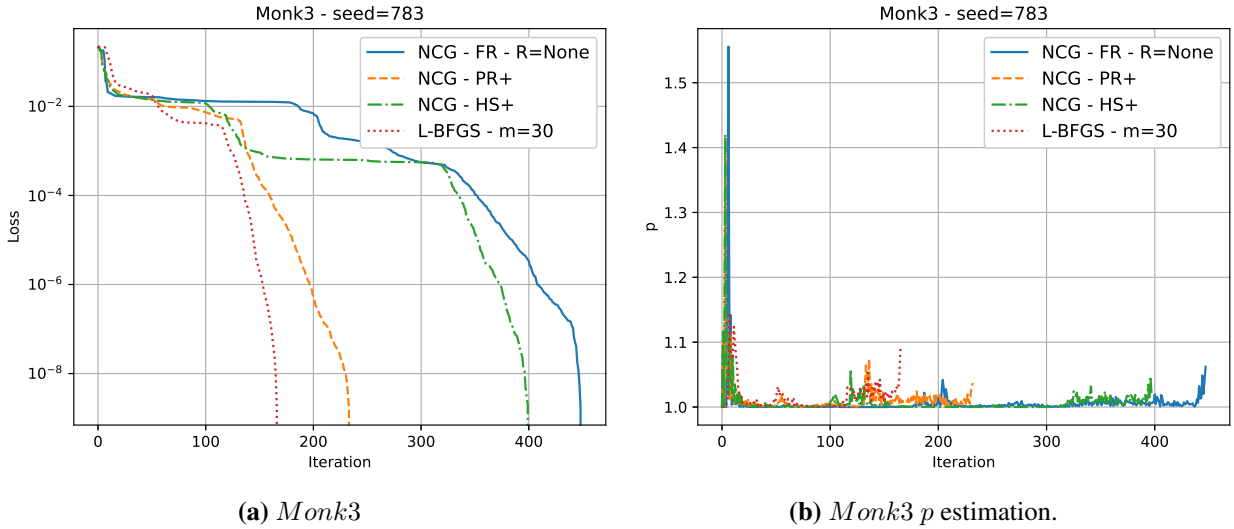 Monk3 - seed=783
NCG - FR - R=None
NCG - PR+
NCG - HS+
L-BFGS - m=30
Loss
10⁻²
10⁻⁴
10⁻⁶
10⁻⁸
0 100 200 300 400
Iteration
(a) Monk3
Monk3 - seed=783
NCG - FR - R=None
NCG - PR+
NCG - HS+
L-BFGS - m=30
p
1.5
1.4
1.3
1.2
1.1
1.0
0 100 200 300 400
Iteration
(b) Monk3 p estimation.